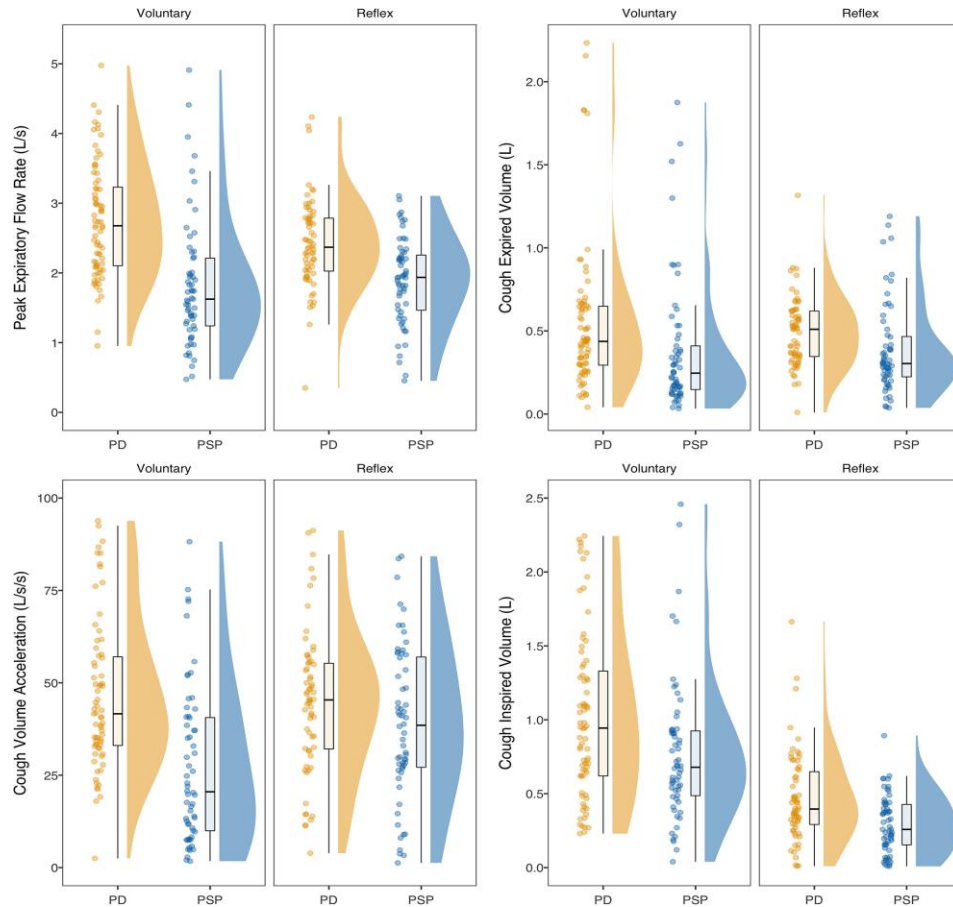 Voluntary
Reflex
Peak Expiratory Flow Rate (L/s)
5
4
3
2
1
0
PD
PSP
PD
PSP
Voluntary
Reflex
Cough Expired Volume (L)
2.0
1.5
1.0
0.5
0.0
PD
PSP
PD
PSP
Voluntary
Reflex
Cough Volume Acceleration (L/s/s)
100
75
50
25
0
PD
PSP
PD
PSP
Voluntary
Reflex
Cough Inspired Volume (L)
2.5
2.0
1.5
1.0
0.5
0.0
PD
PSP
PD
PSP